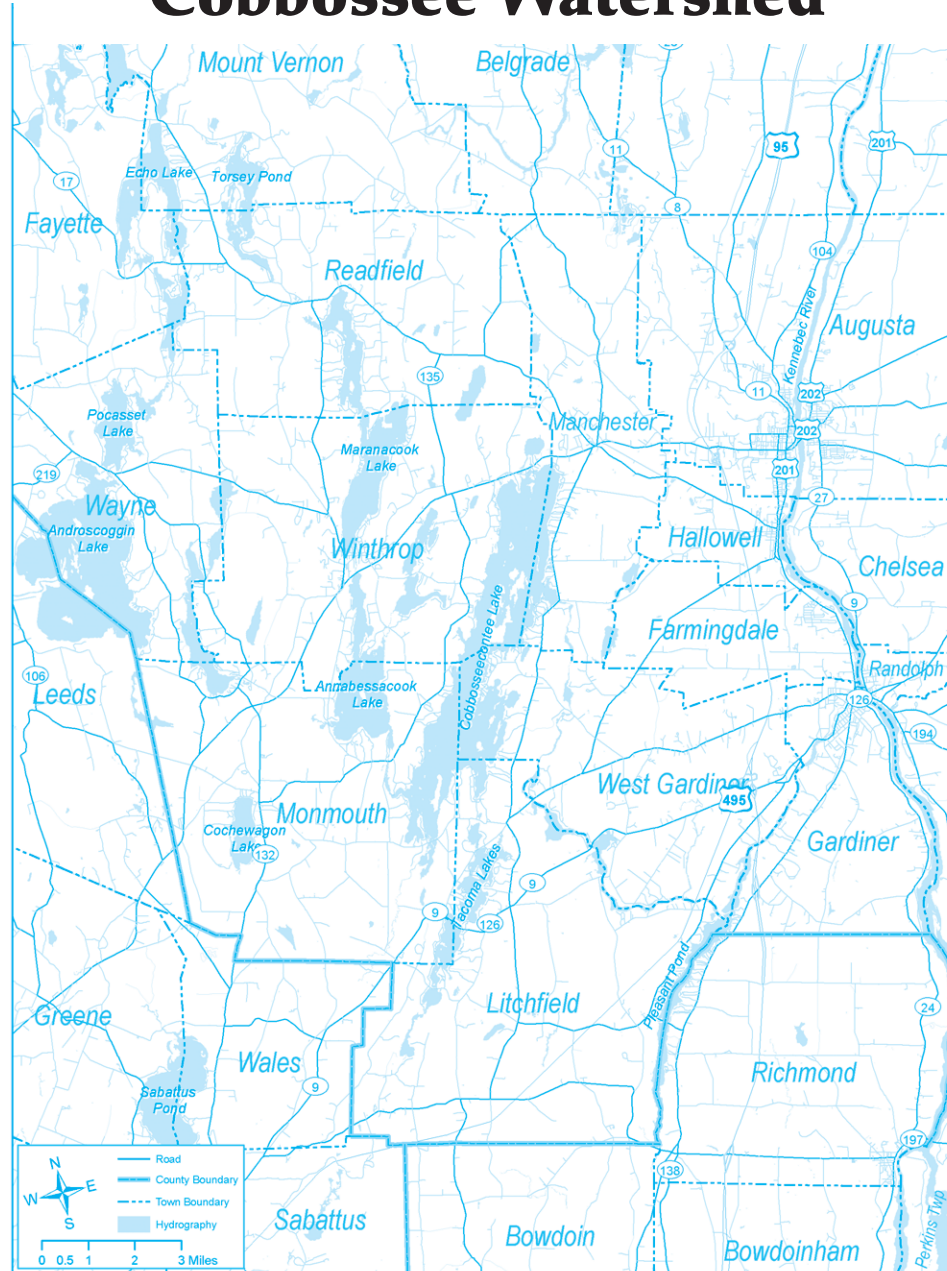 Cobbossee Watershed
Mount Vernon
Belgrade
11
95
201
Echo Lake
Torsey Pond
17
8
Fayette
104
Readfield
Kennebec River
Augusta
135
11
202
Pocasset
Lake
Manchester
202
Maranacook
Lake
219
201
Wayne
27
Androscoggin
Lake
Winthrop
Hallowell
Chelsea
9
Cobbosseecontee Lake
Farmingdale
Randolph
106
Leeds
Annabessacook
Lake
126
194
West Gardiner
495
Monmouth
Cochewagon
Lake
132
Gardiner
Tacoma Lakes
9
9
126
Pleasant Pond
Litchfield
24
Greene
Wales
Richmond
9
Sabattus
Pond
197
138
N
W
E
S
Road
County Boundary
Town Boundary
Hydrography
0 0.5 1 2 3 Miles
Sabattus
Bowdoin
Bowdoinham
Perkins Twp